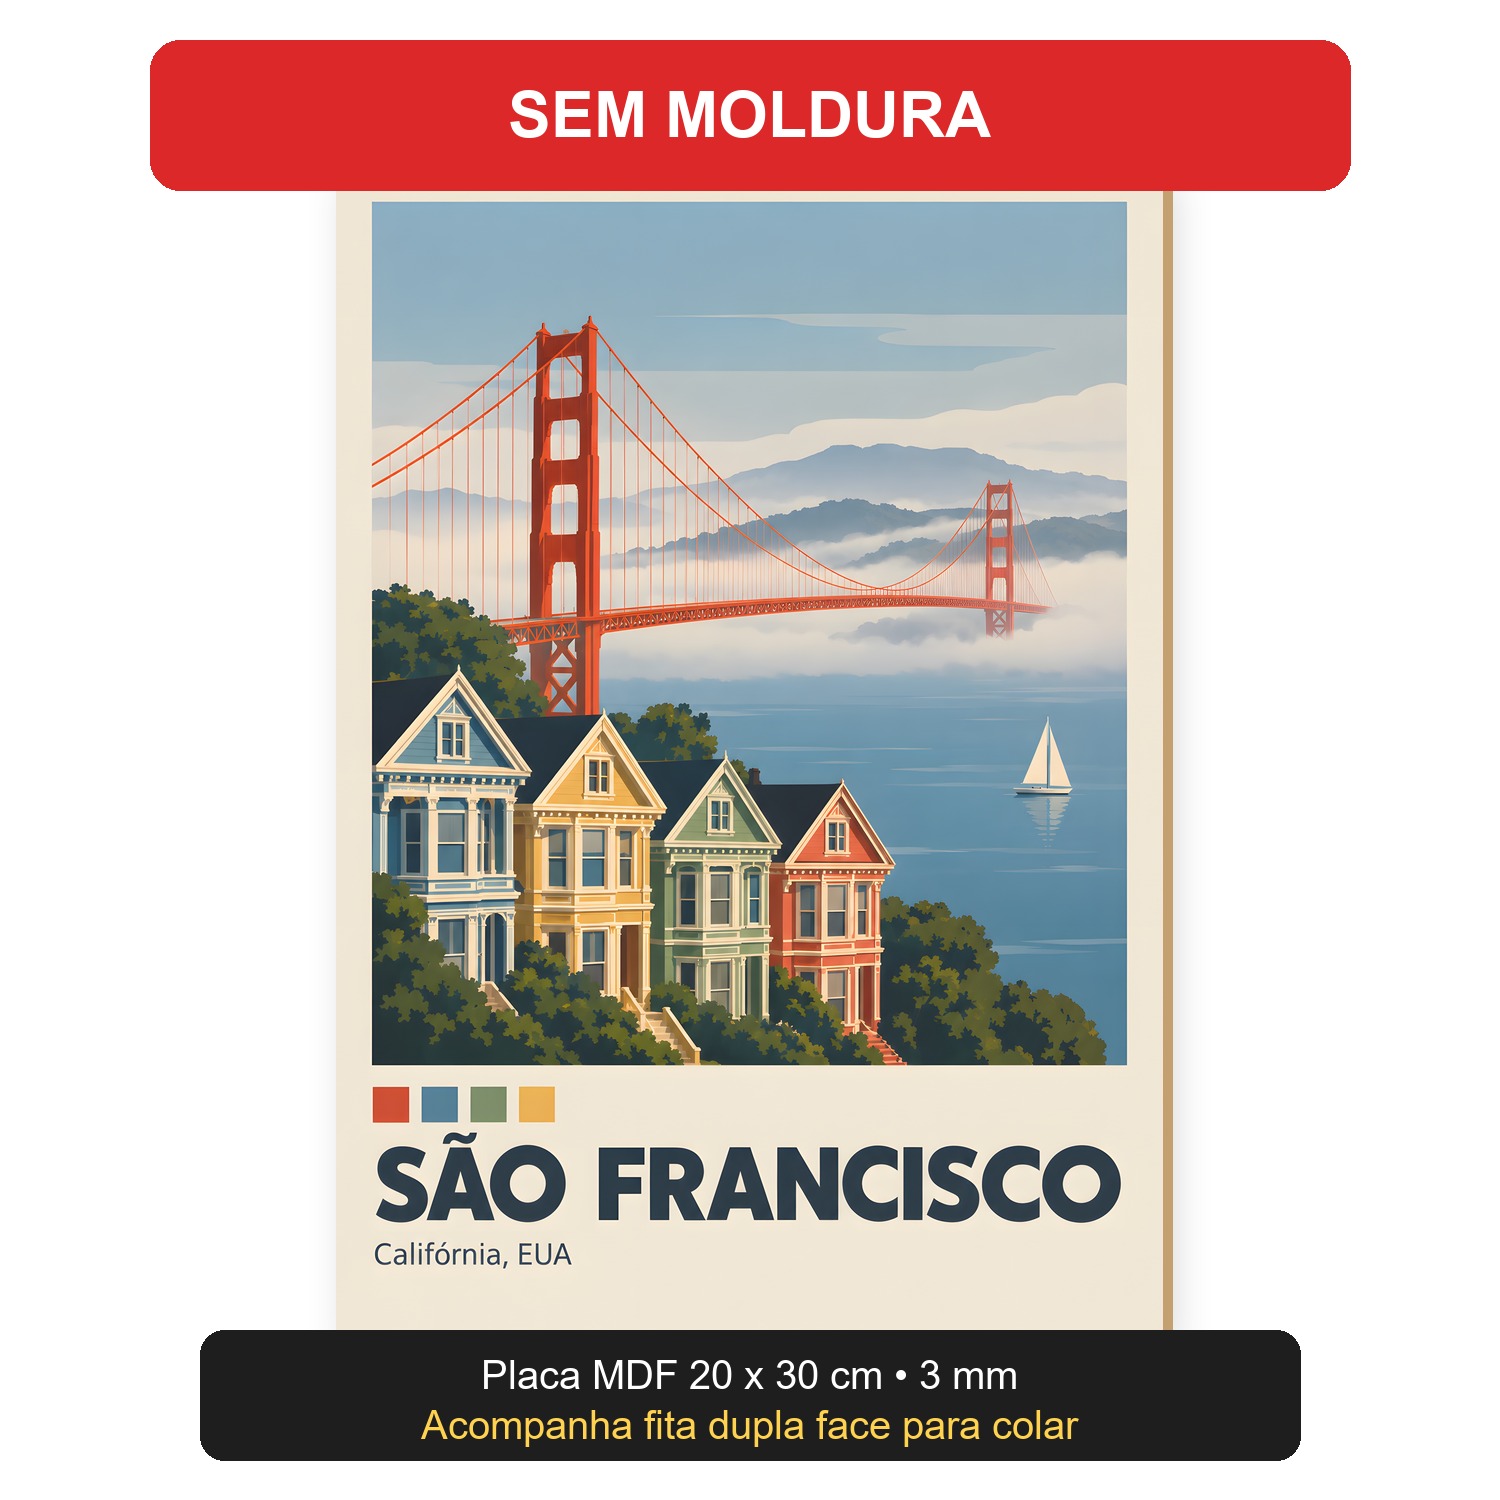 SEM MOLDURA
SÃO FRANCISCO
Califórnia, EUA
Placa MDF 20 x 30 cm • 3 mm
Acompanha fita dupla face para colar